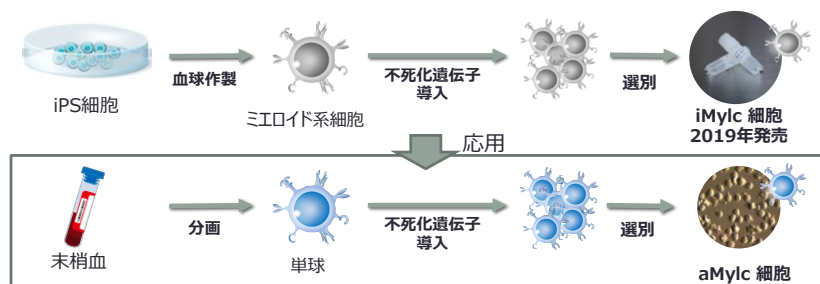 iPS細胞
血球作製
ミエロイド系細胞
不死化遺伝子
導入
選別
iMylc 細胞
2019年発売
応用
末梢血
分画
単球
不死化遺伝子
導入
選別
aMylc 細胞